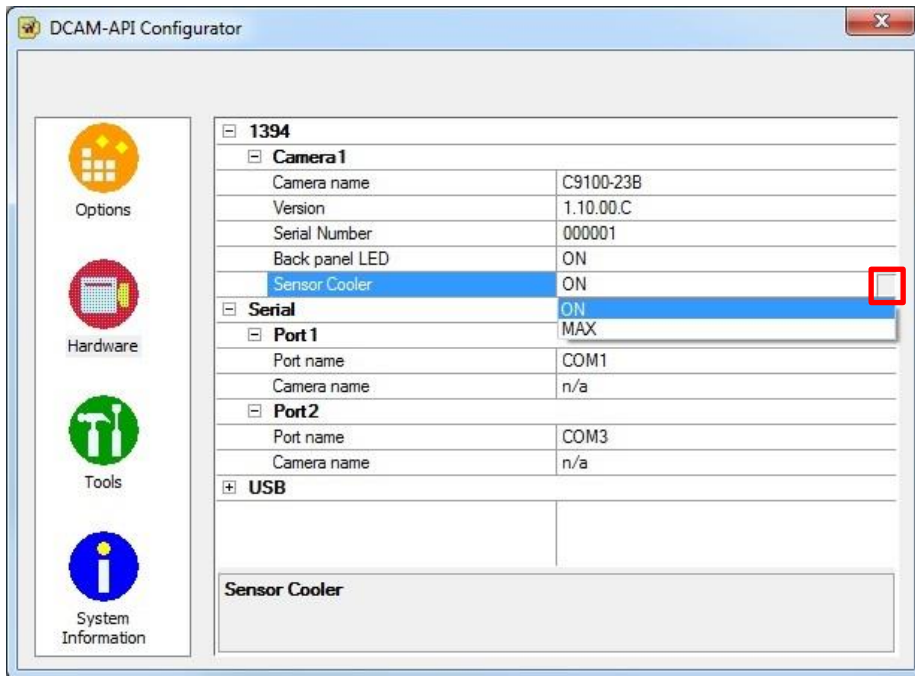 DCAM-API Configurator
Options
Hardware
Tools
System
Information
1394
Camera1
Camera name C9100-23B
Version 1.10.00.C
Serial Number 000001
Back panel LED ON
Sensor Cooler ON
ON
MAX
Serial
Port1
Port name COM1
Camera name n/a
Port2
Port name COM3
Camera name n/a
USB
Sensor Cooler